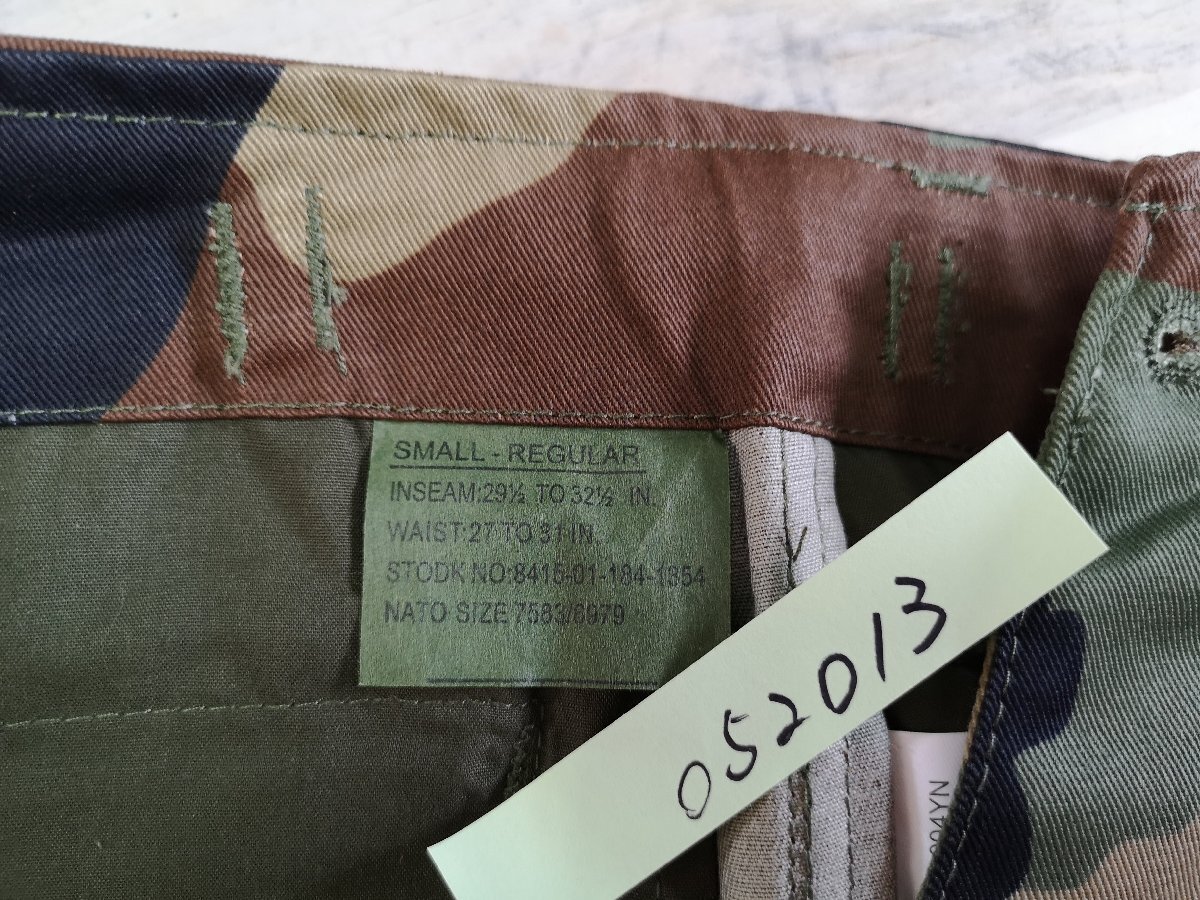 SMALL - REGULAR
INSEAM:29½ TO 32½ IN.
WAIST:27 TO 31 IN.
STODK NO:8415-01-184-1354
NATO SIZE 7583/6979
052013
004YN